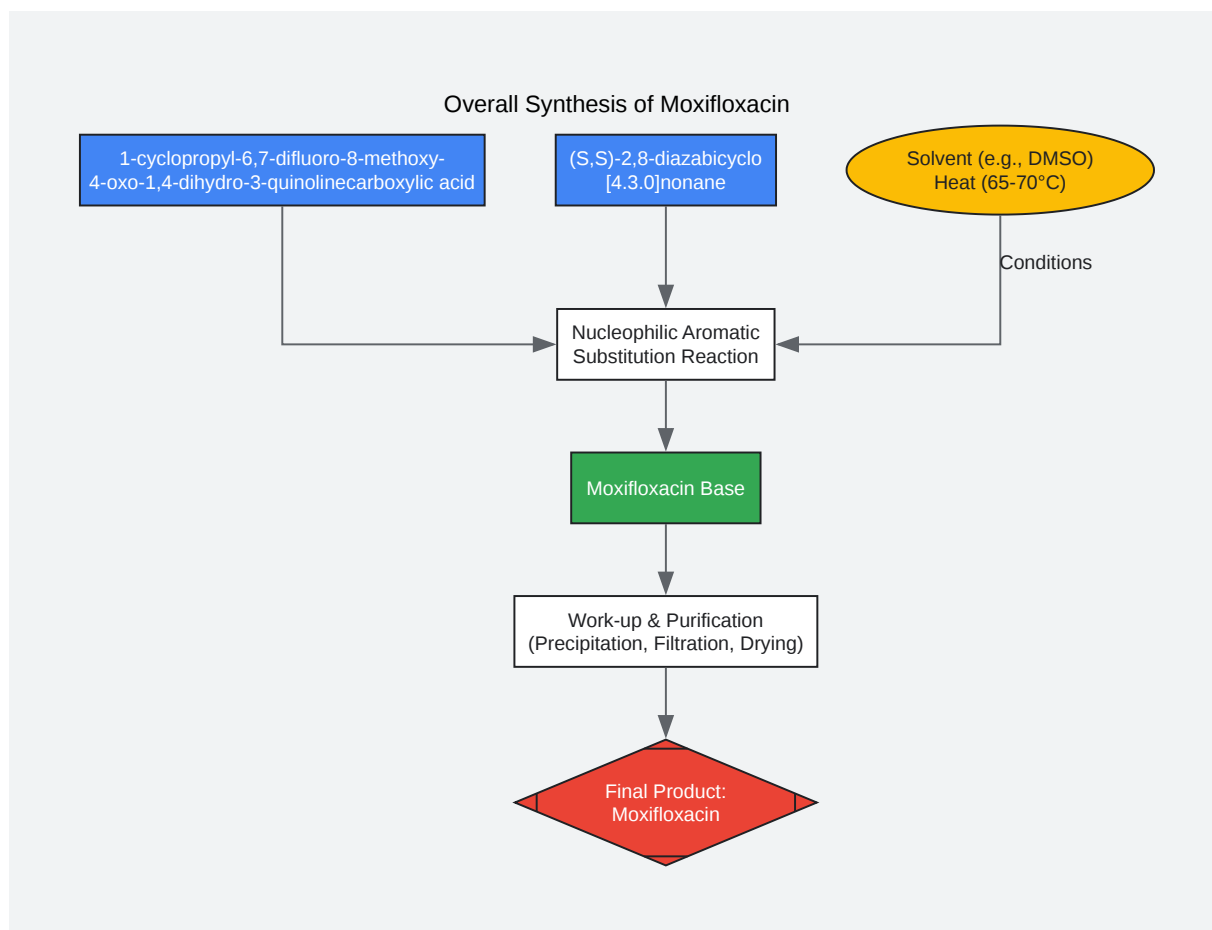 Overall Synthesis of Moxifloxacin
1-cyclopropyl-6,7-difluoro-8-methoxy-
4-oxo-1,4-dihydro-3-quinolinecarboxylic acid
(S,S)-2,8-diazabicyclo
[4.3.0]nonane
Solvent (e.g., DMSO)
Heat (65-70°C)
Conditions
Nucleophilic Aromatic
Substitution Reaction
Moxifloxacin Base
Work-up & Purification
(Precipitation, Filtration, Drying)
Final Product:
Moxifloxacin